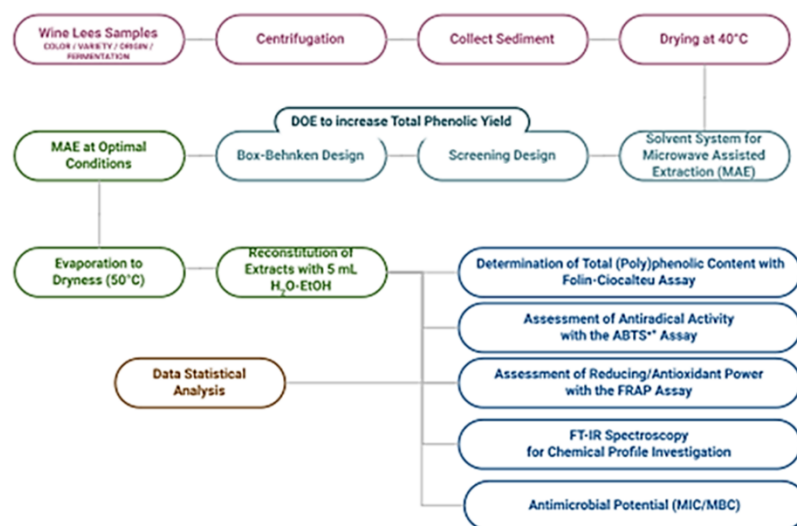 Wine Lees Samples
COLOR / VARIETY / ORIGIN /
FERMENTATION
Centrifugation
Collect Sediment
Drying at 40°C
DOE to increase Total Phenolic Yield
MAE at Optimal
Conditions
Box-Behnken Design
Screening Design
Solvent System for
Microwave Assisted
Extraction (MAE)
Evaporation to
Dryness (50°C)
Reconstitution of
Extracts with 5 mL
H₂O-EtOH
Determination of Total (Poly)phenolic Content with
Folin-Ciocalteu Assay
Assessment of Antiradical Activity
with the ABTS•⁺ Assay
Data Statistical
Analysis
Assessment of Reducing/Antioxidant Power
with the FRAP Assay
FT-IR Spectroscopy
for Chemical Profile Investigation
Antimicrobial Potential (MIC/MBC)